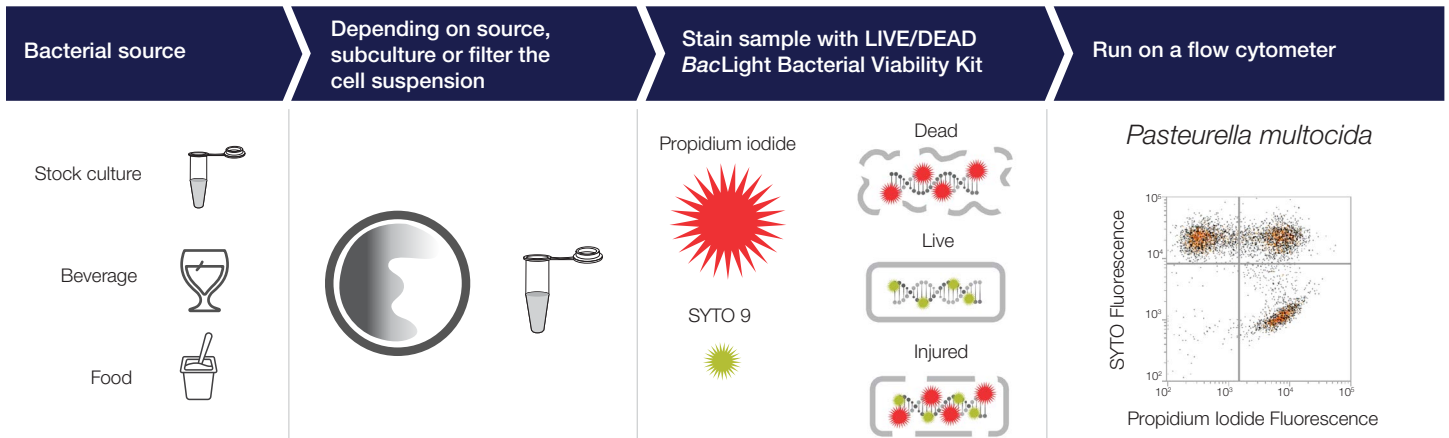 Bacterial source
Depending on source,
subculture or filter the
cell suspension
Stain sample with LIVE/DEAD
BacLight Bacterial Viability Kit
Run on a flow cytometer
Stock culture
Beverage
Food
Propidium iodide
SYTO 9
Dead
Live
Injured
Pasteurella multocida
SYTO Fluorescence
10⁵
10⁴
10³
10²
10² 10³ 10⁴ 10⁵
Propidium Iodide Fluorescence